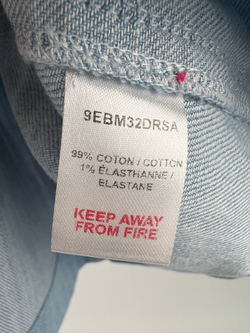 9EBM32DRSA
99% COTON / COTTON
1% ÉLASTHANNE /
ELASTANE
KEEP AWAY
FROM FIRE